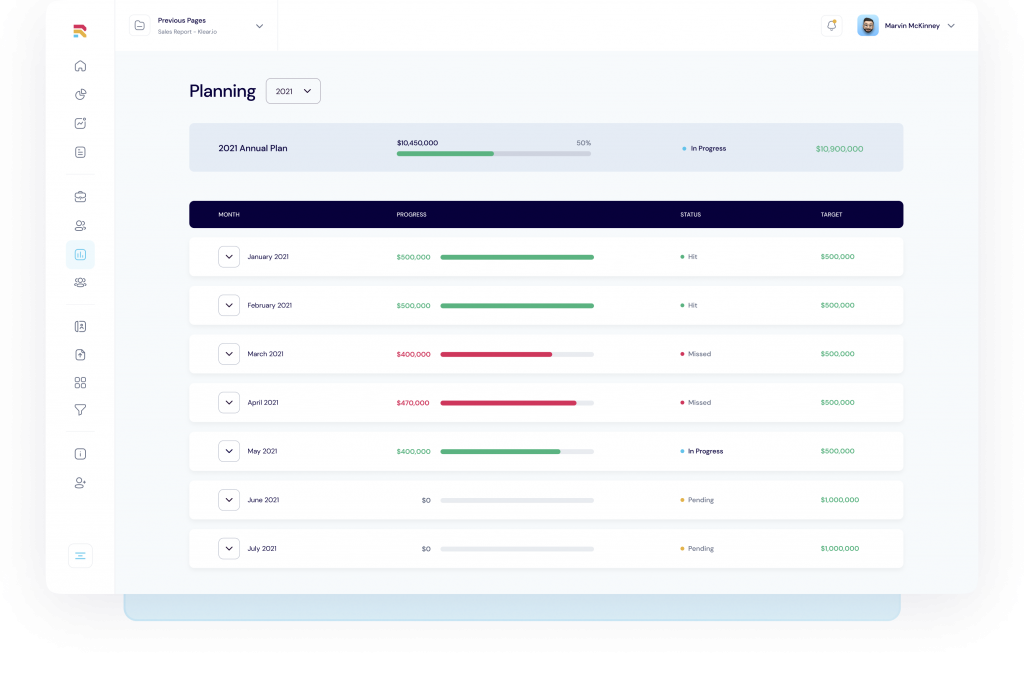 Previous Pages
Sales Report - Klear.io
Marvin McKinney
Planning
2021
2021 Annual Plan
$10,450,000
50%
In Progress
$10,900,000
MONTH PROGRESS STATUS TARGET
January 2021 $500,000 Hit $500,000
February 2021 $500,000 Hit $500,000
March 2021 $400,000 Missed $500,000
April 2021 $470,000 Missed $500,000
May 2021 $400,000 In Progress $500,000
June 2021 $0 Pending $1,000,000
July 2021 $0 Pending $1,000,000